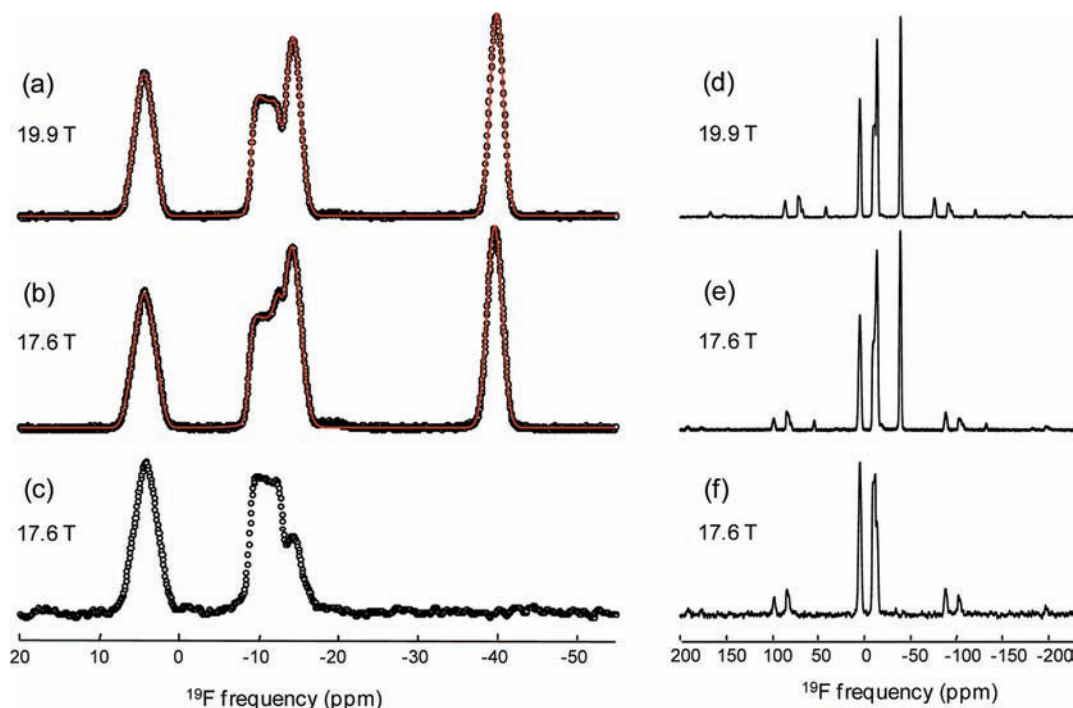 (a)
19.9 T
(b)
17.6 T
(c)
17.6 T
20 10 0 -10 -20 -30 -40 -50
¹⁹F frequency (ppm)
(d)
19.9 T
(e)
17.6 T
(f)
17.6 T
200 150 100 50 0 -50 -100 -150 -200
¹⁹F frequency (ppm)